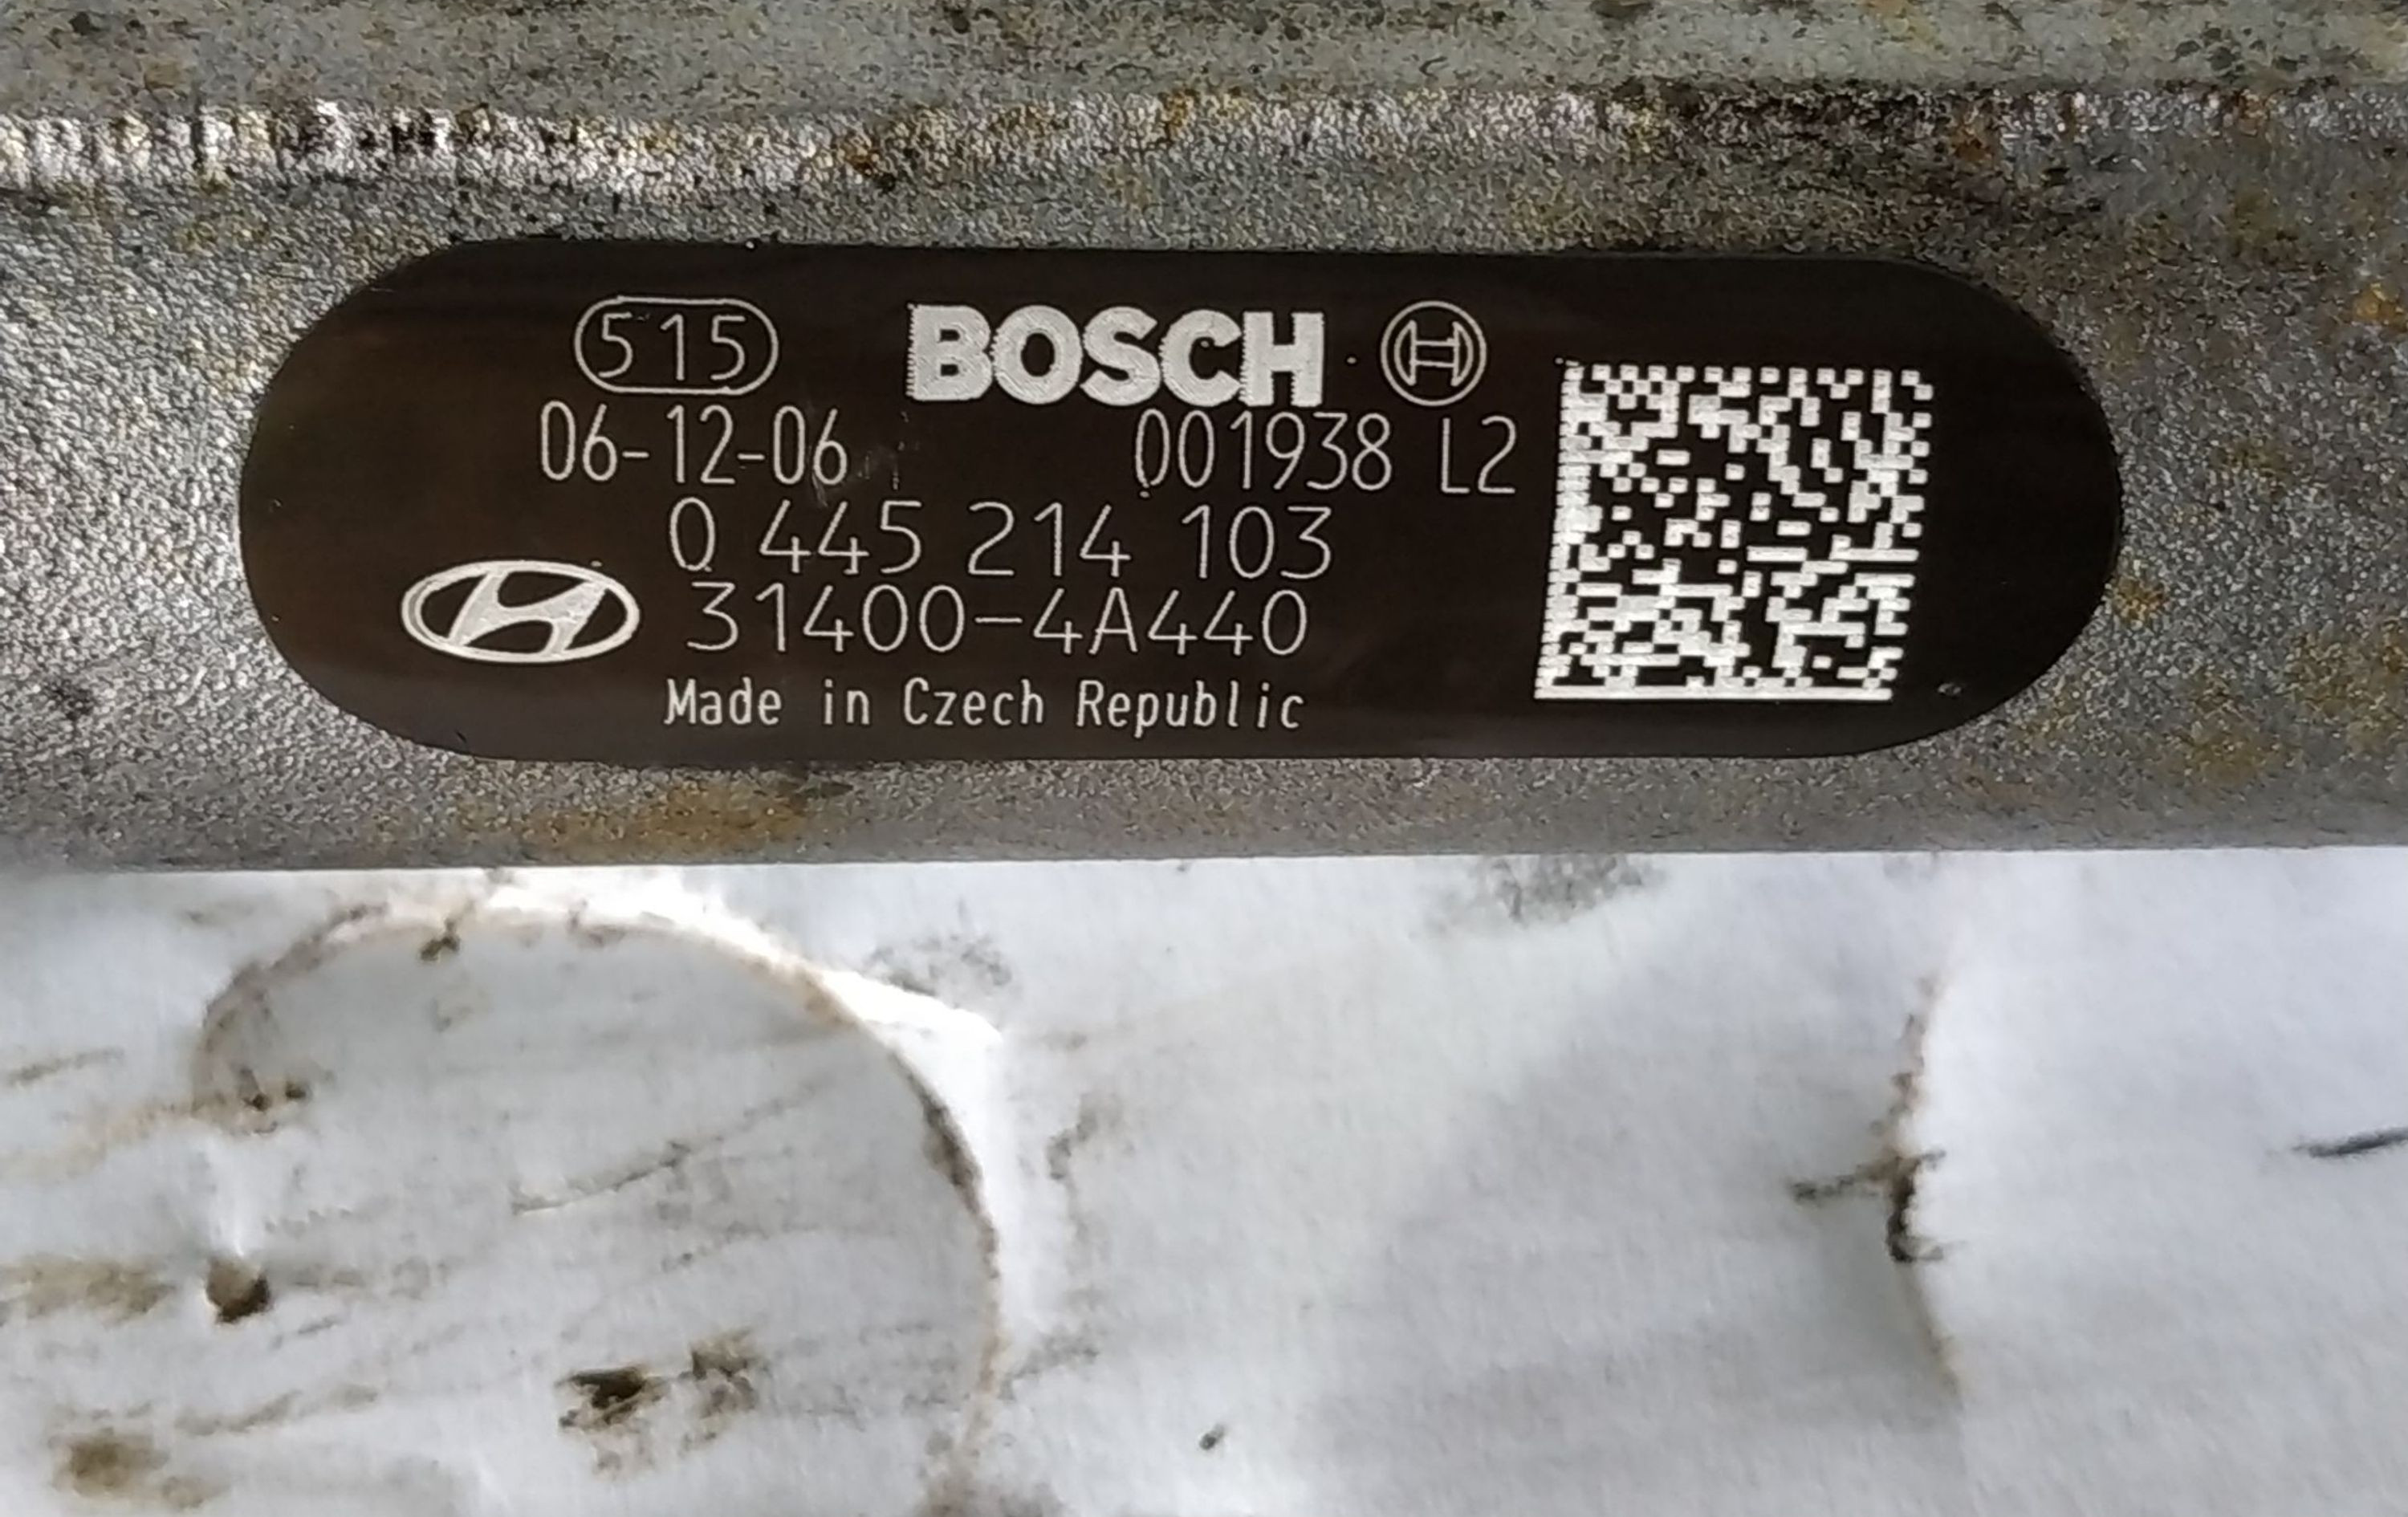 515 BOSCH
06-12-06 001938 L2
0 445 214 103
31400-4A440
Made in Czech Republic